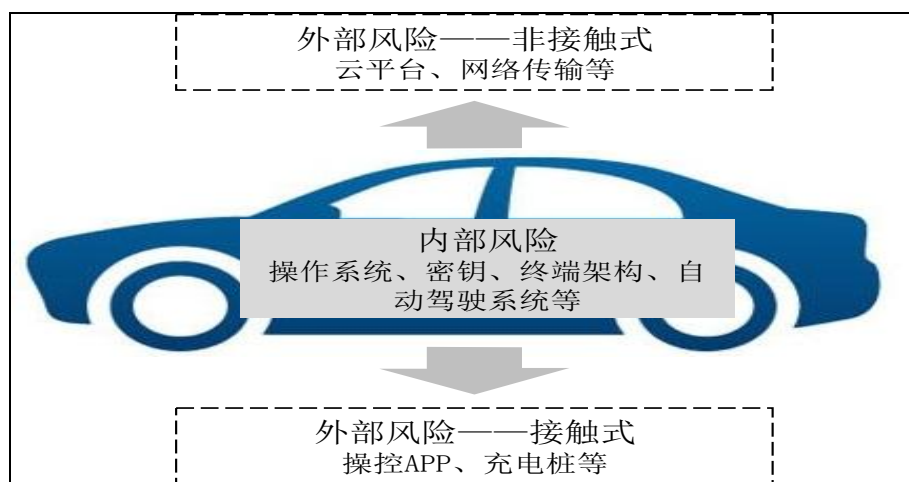 外部风险——非接触式
云平台、网络传输等
内部风险
操作系统、密钥、终端架构、自
动驾驶系统等
外部风险——接触式
操控APP、充电桩等